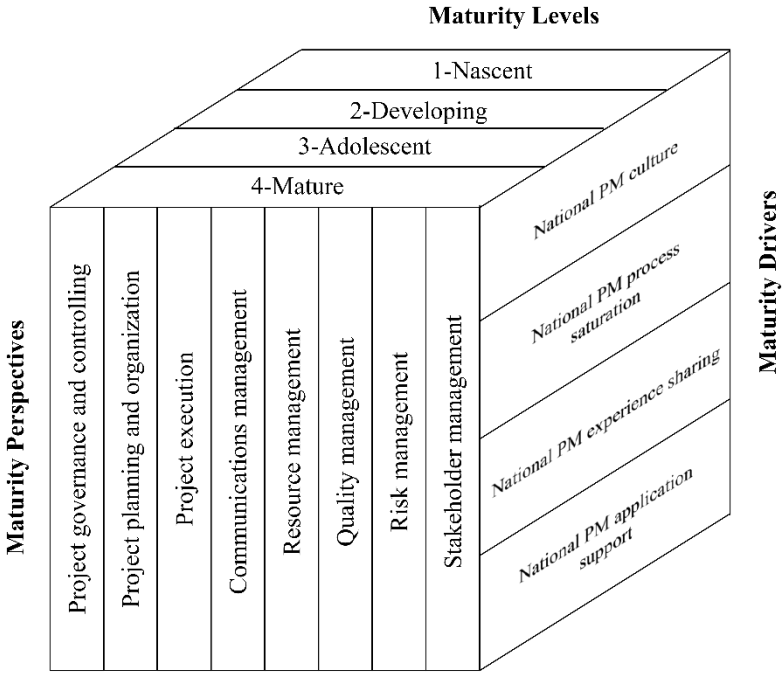 Maturity Levels
1-Nascent
2-Developing
3-Adolescent
4-Mature
Maturity Perspectives
Project governance and controlling
Project planning and organization
Project execution
Communications management
Resource management
Quality management
Risk management
Stakeholder management
National PM culture
National PM process
saturation
National PM experience sharing
National PM application
support
Maturity Drivers